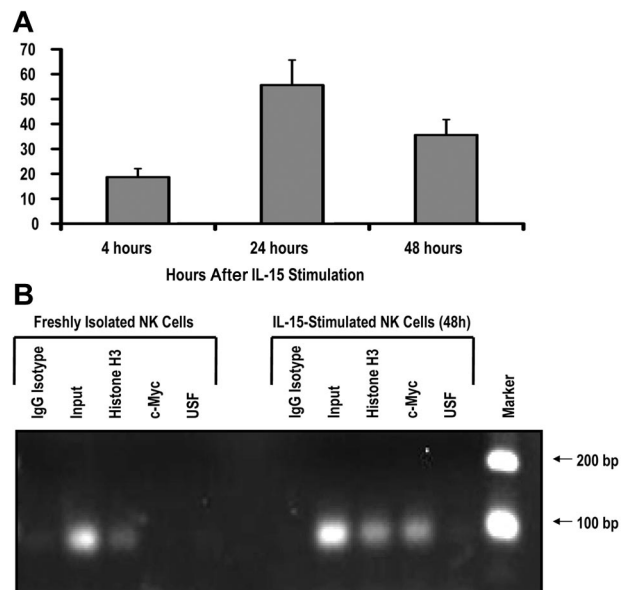 A
70
60
50
40
30
20
10
0
4 hours 24 hours 48 hours
Hours After IL-15 Stimulation
B
Freshly Isolated NK Cells IL-15-Stimulated NK Cells (48h)
IgG Isotype Input Histone H3 c-Myc USF IgG Isotype Input Histone H3 c-Myc USF Marker
200 bp
100 bp